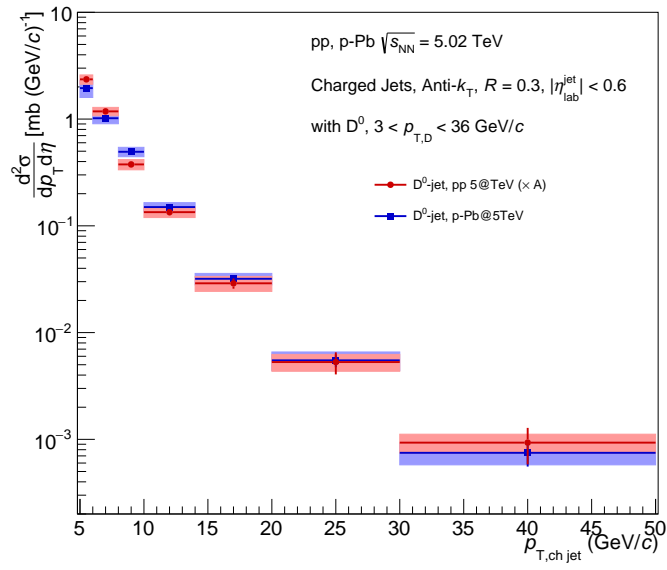 pp, p-Pb √s_NN = 5.02 TeV
Charged Jets, Anti-k_T, R = 0.3, |η_lab^jet| < 0.6
with D⁰, 3 < p_T,D < 36 GeV/c
D⁰-jet, pp 5@TeV (× A)
D⁰-jet, p-Pb@5TeV
d²σ/dp_Tdη [mb (GeV/c)⁻¹]
10
1
10⁻¹
10⁻²
10⁻³
5 10 15 20 25 30 35 40 45 50
p_T,ch jet (GeV/c)